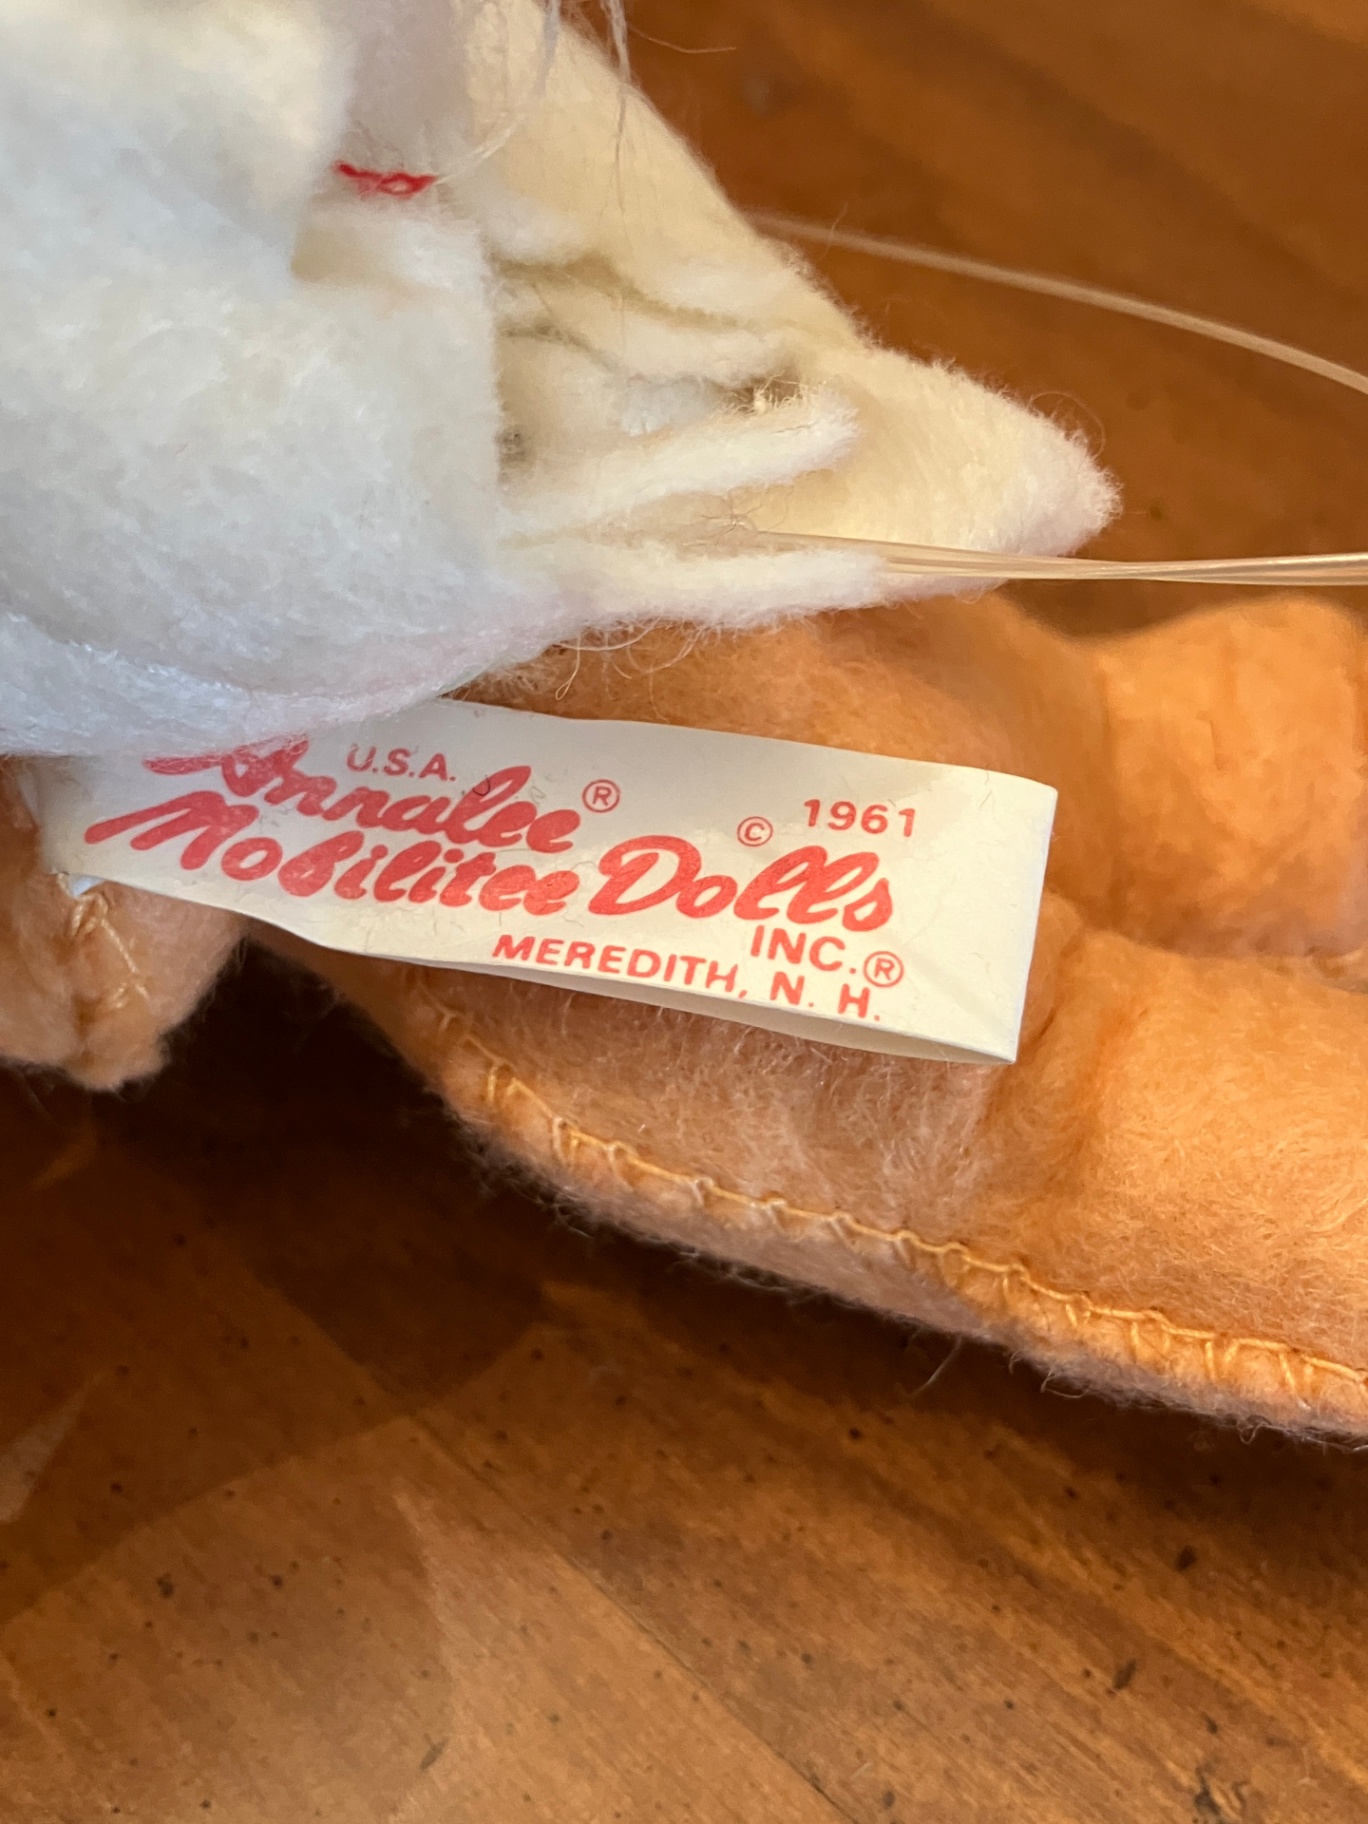 U.S.A.
Annalee®
© 1961
Mobilitee Dolls
INC.®
MEREDITH, N. H.